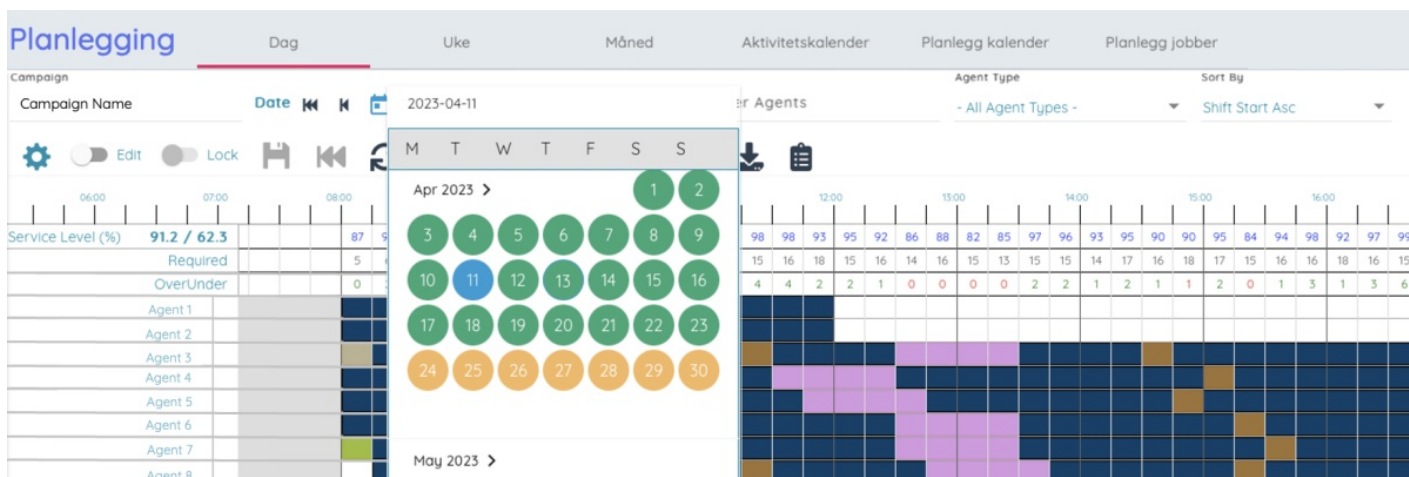 Planlegging Dag Uke Måned Aktivitetskalender Planlegg kalender Planlegg jobber
Campaign Agent Type Sort By
Campaign Name Date 2023-04-11 er Agents - All Agent Types - Shift Start Asc
Edit Lock M T W T F S S
Apr 2023 1 2
06:00 07:00 08:00 12:00 13:00 14:00 15:00 16:00
3 4 5 6 7 8 9
Service Level (%) 91.2 / 62.3 87 98 98 93 95 92 86 88 82 85 97 96 93 95 90 90 95 84 94 98 92 97 99
Required 5 15 16 18 15 16 14 16 15 13 15 15 14 17 16 18 17 15 16 16 18 16 15
10 11 12 13 14 15 16
OverUnder 0 4 4 2 2 1 0 0 0 0 2 2 1 2 1 1 2 0 1 3 1 3 6
Agent 1
17 18 19 20 21 22 23
Agent 2
Agent 3
24 25 26 27 28 29 30
Agent 4
Agent 5
Agent 6
Agent 7
May 2023
Agent 8